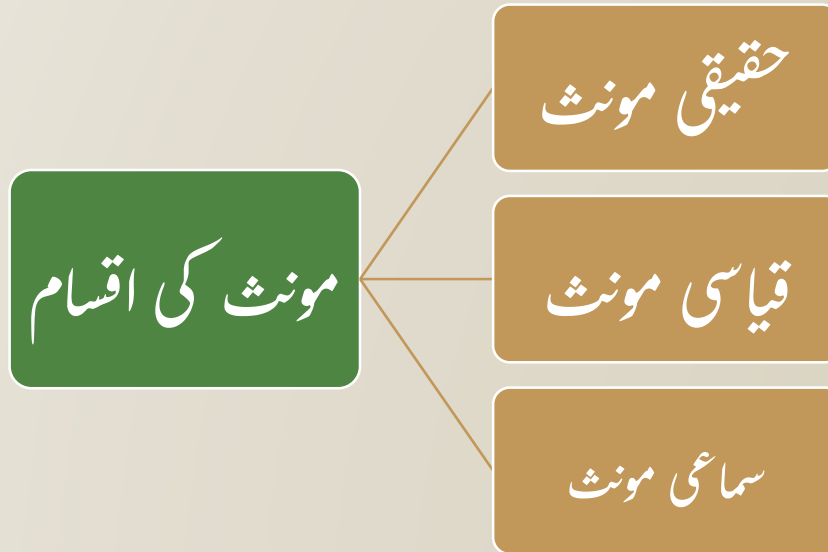 مونث کی اقسام
حقیقی مونث
قیاسی مونث
سماعی مونث